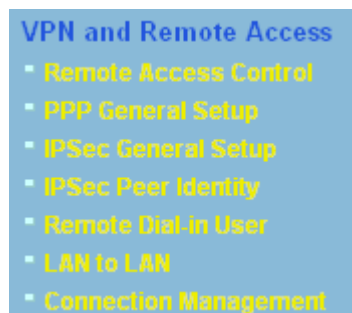 VPN and Remote Access
Remote Access Control
PPP General Setup
IPSec General Setup
IPSec Peer Identity
Remote Dial-in User
LAN to LAN
Connection Management